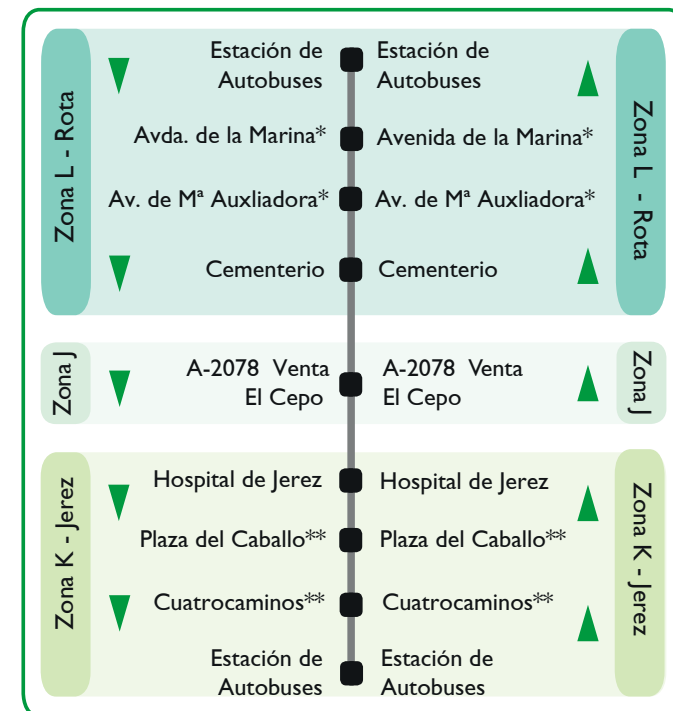 Zona L - Rota
Estación de
Autobuses
Avda. de la Marina*
Av. de Mª Auxliadora*
Cementerio
Estación de
Autobuses
Avenida de la Marina*
Av. de Mª Auxliadora*
Cementerio
Zona L - Rota
Zona J
A-2078 Venta
El Cepo
A-2078 Venta
El Cepo
Zona J
Zona K - Jerez
Hospital de Jerez
Plaza del Caballo**
Cuatrocaminos**
Estación de
Autobuses
Hospital de Jerez
Plaza del Caballo**
Cuatrocaminos**
Estación de
Autobuses
Zona K - Jerez